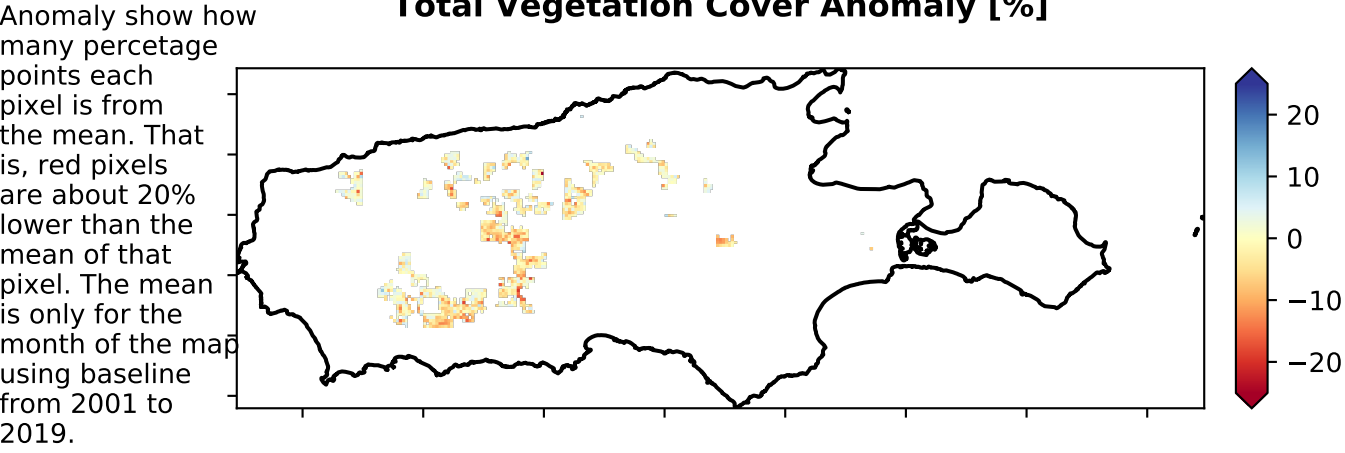 Total Vegetation Cover Anomaly [%]
Anomaly show how
many percetage
points each
pixel is from
the mean. That
is, red pixels
are about 20%
lower than the
mean of that
pixel. The mean
is only for the
month of the map
using baseline
from 2001 to
2019.
20
10
0
−10
−20